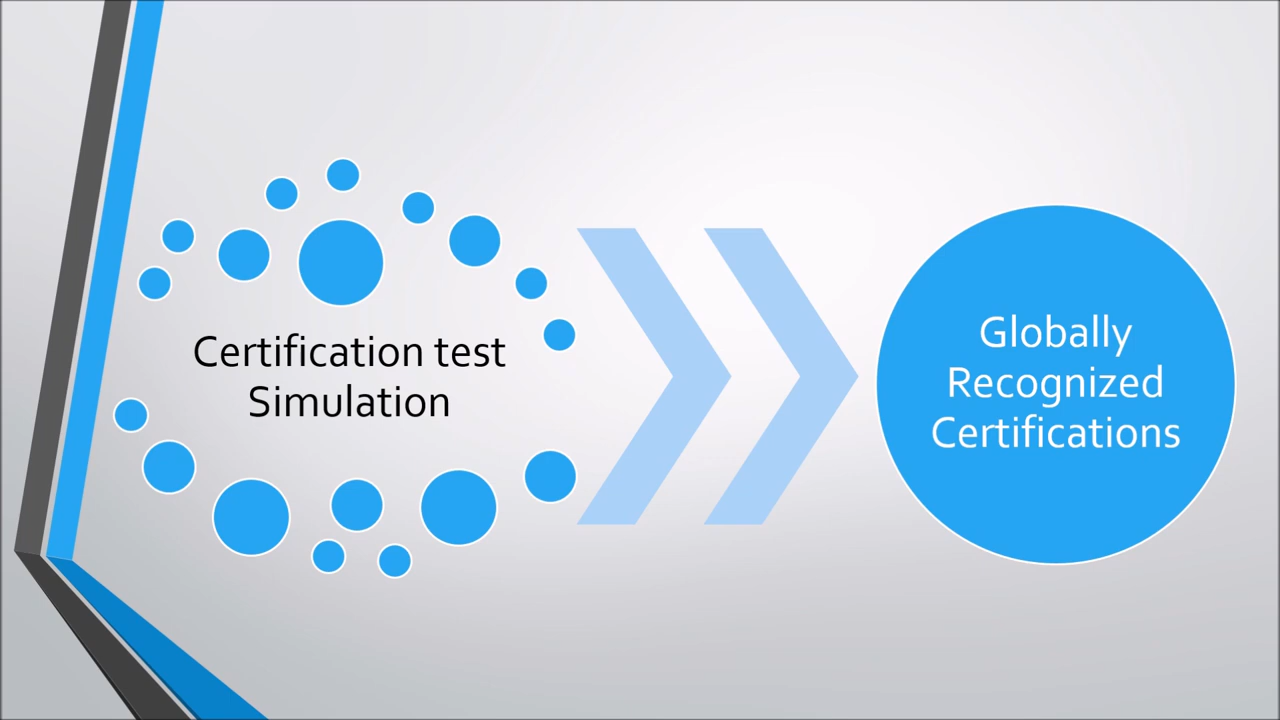 Certification test
Simulation
Globally
Recognized
Certifications